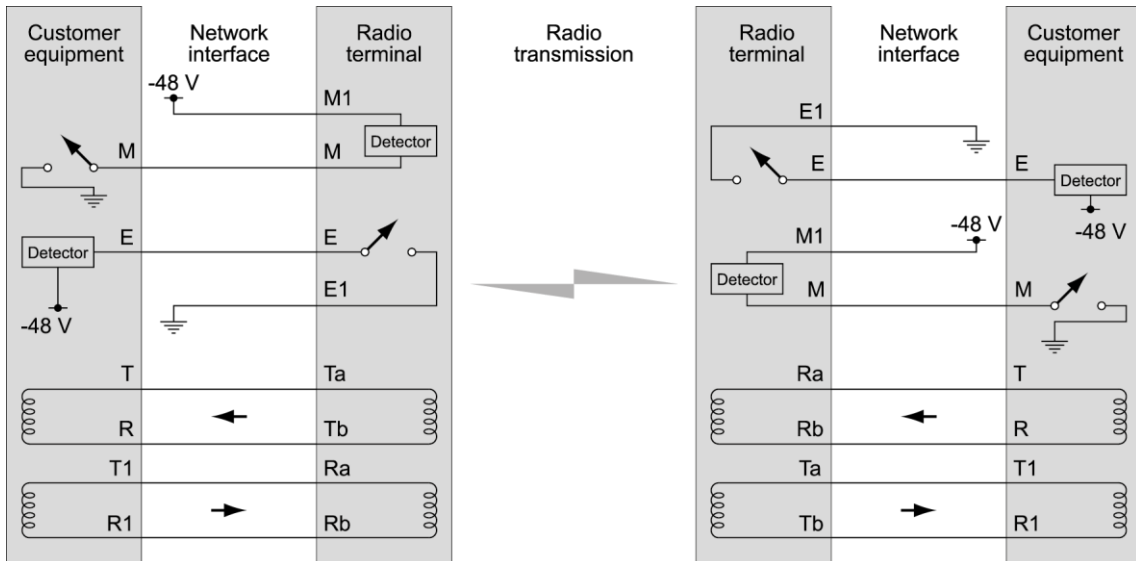 Customer equipment
Network interface
Radio terminal
Radio transmission
Radio terminal
Network interface
Customer equipment
-48 V
M1
Detector
M
M
E
E
Detector
E1
-48 V
T
Ta
R
Tb
T1
Ra
R1
Rb
E1
E
E
Detector
-48 V
-48 V
M1
Detector
M
M
Ra
T
Rb
R
Ta
T1
Tb
R1